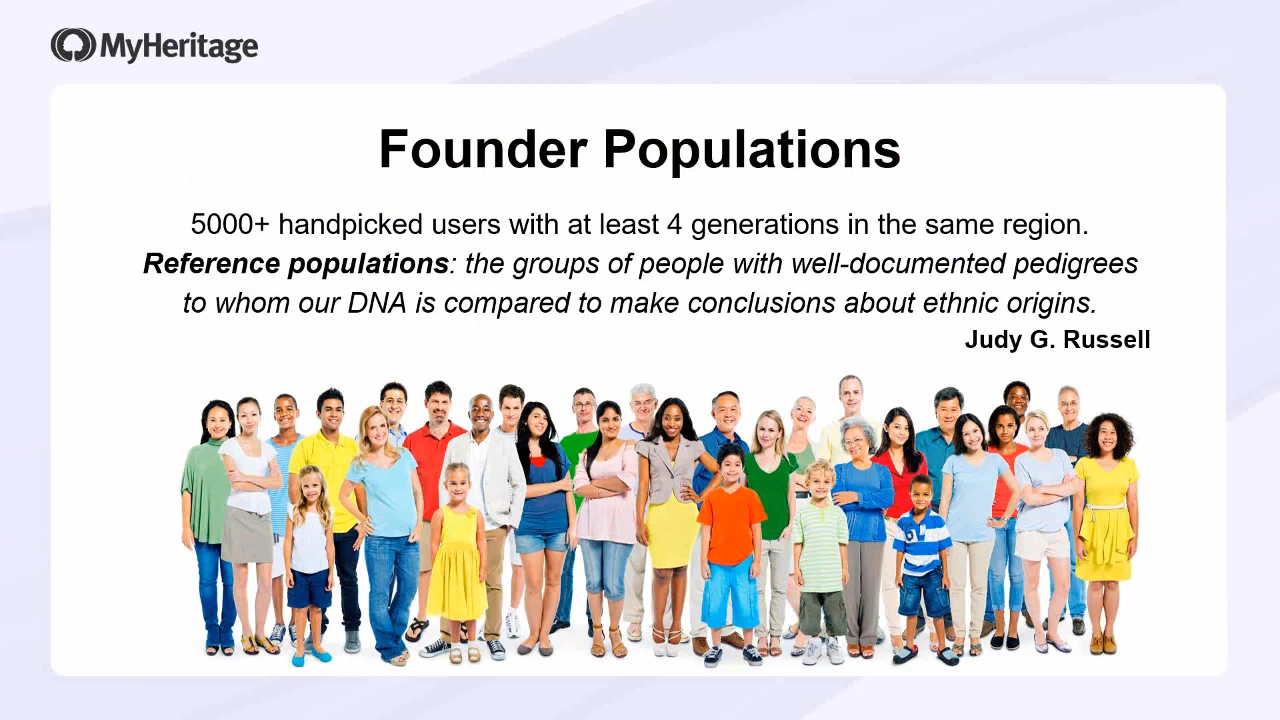 MyHeritage
Founder Populations
5000+ handpicked users with at least 4 generations in the same region.
Reference populations: the groups of people with well-documented pedigrees
to whom our DNA is compared to make conclusions about ethnic origins.
Judy G. Russell